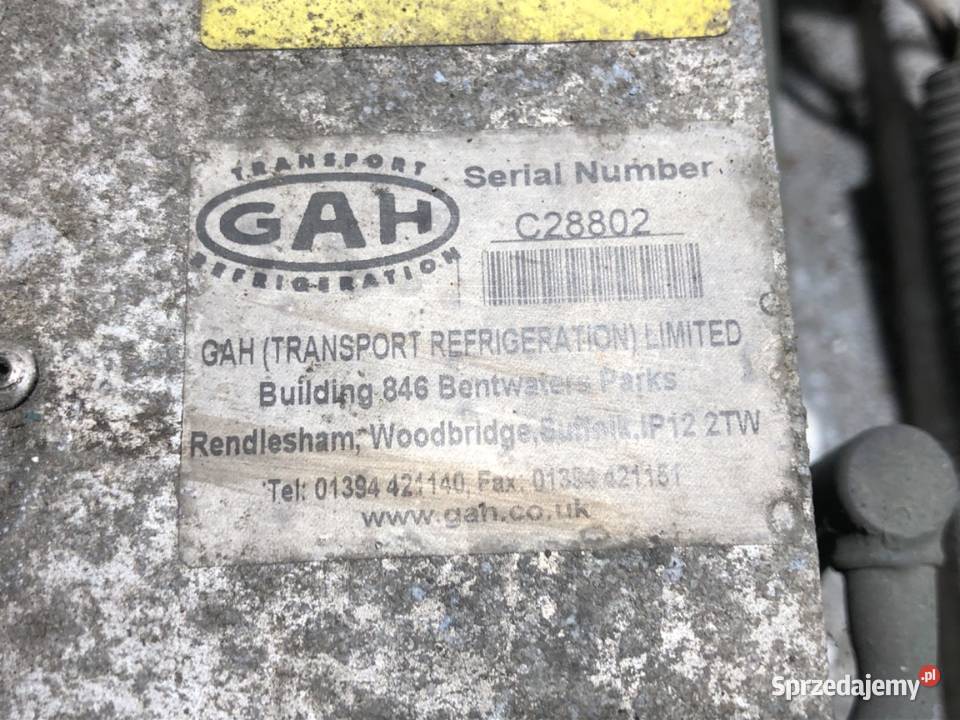 TRANSPORT
GAH
REFRIGERATION
Serial Number
C28802
GAH (TRANSPORT REFRIGERATION) LIMITED
Building 846 Bentwaters Parks
Rendlesham, Woodbridge, Suffolk, IP12 2TW
Tel: 01394 421140, Fax: 01394 421151
www.gah.co.uk
Sprzedajemy.pl